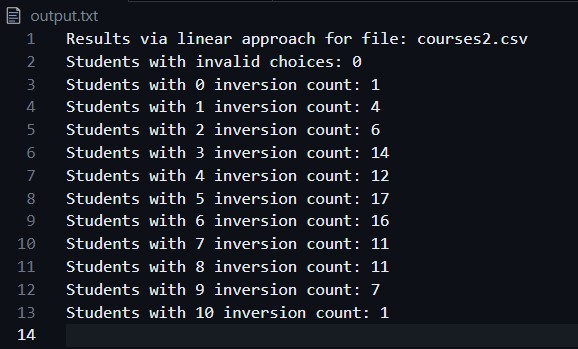 output.txt
1 Results via linear approach for file: courses2.csv
2 Students with invalid choices: 0
3 Students with 0 inversion count: 1
4 Students with 1 inversion count: 4
5 Students with 2 inversion count: 6
6 Students with 3 inversion count: 14
7 Students with 4 inversion count: 12
8 Students with 5 inversion count: 17
9 Students with 6 inversion count: 16
10 Students with 7 inversion count: 11
11 Students with 8 inversion count: 11
12 Students with 9 inversion count: 7
13 Students with 10 inversion count: 1
14